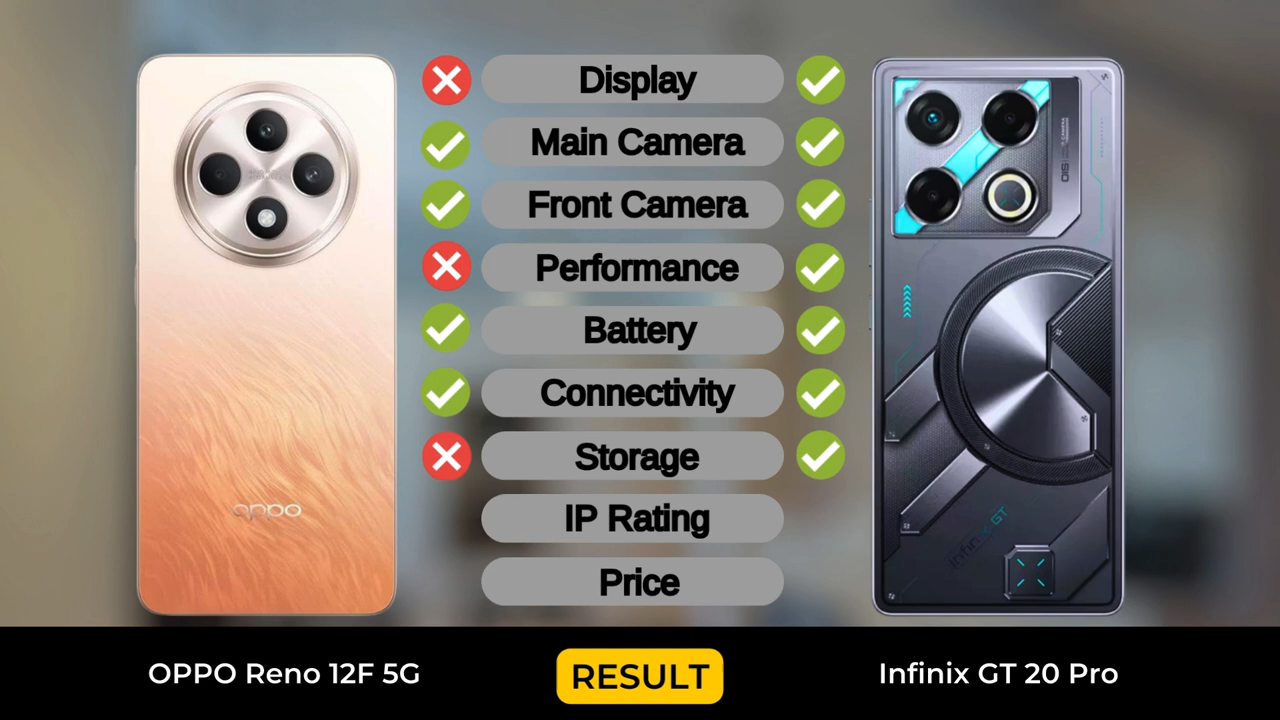 Display
Main Camera
Front Camera
Performance
Battery
Connectivity
Storage
IP Rating
Price
oppo
Infinix GT
OPPO Reno 12F 5G
RESULT
Infinix GT 20 Pro